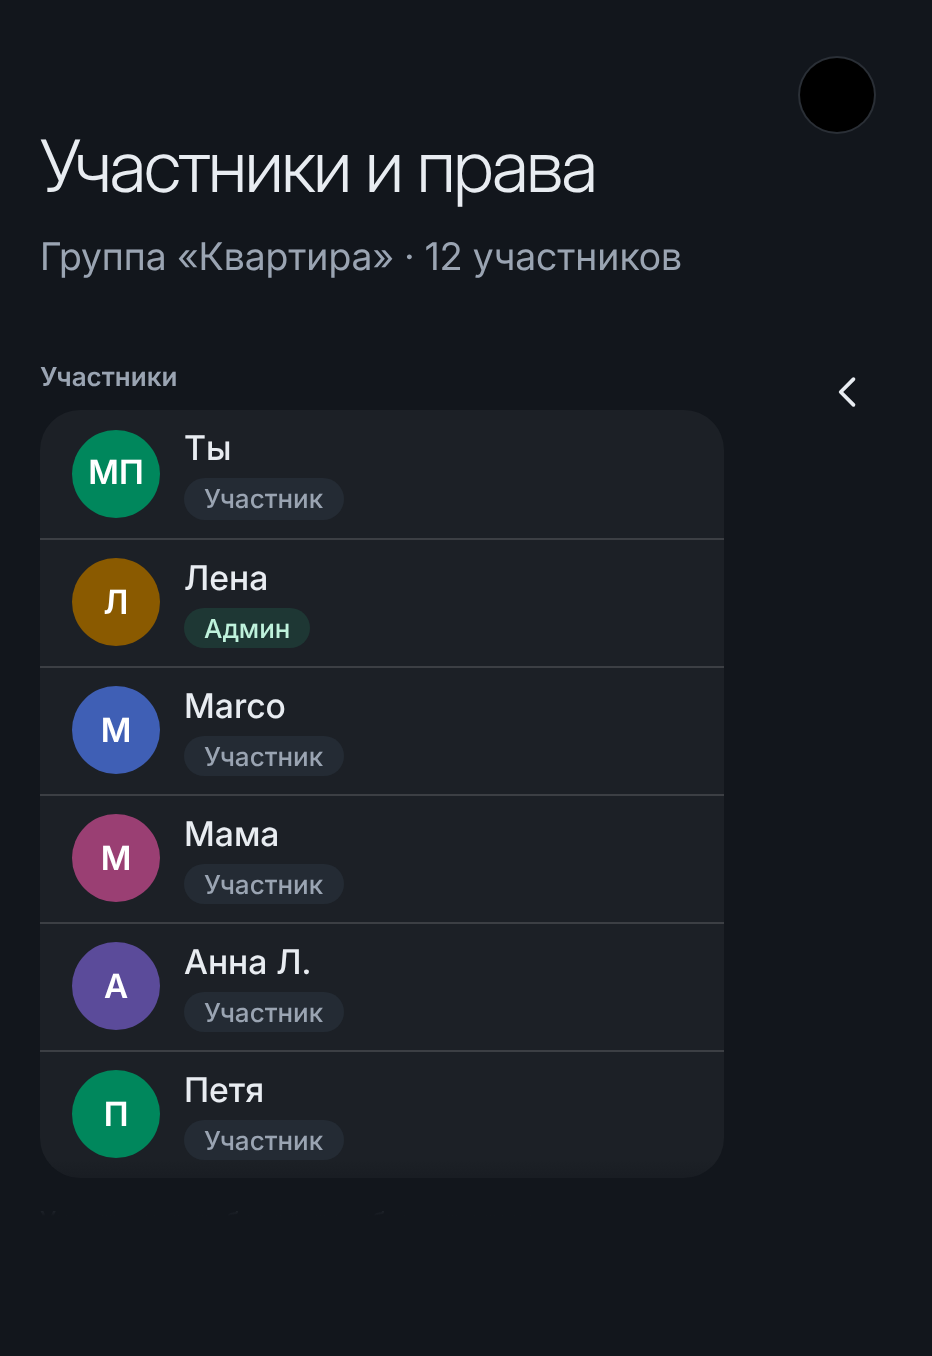 Участники и права
Группа «Квартира» · 12 участников
Участники
МП
Ты
Участник
Л
Лена
Админ
M
Marco
Участник
М
Мама
Участник
А
Анна Л.
Участник
П
Петя
Участник